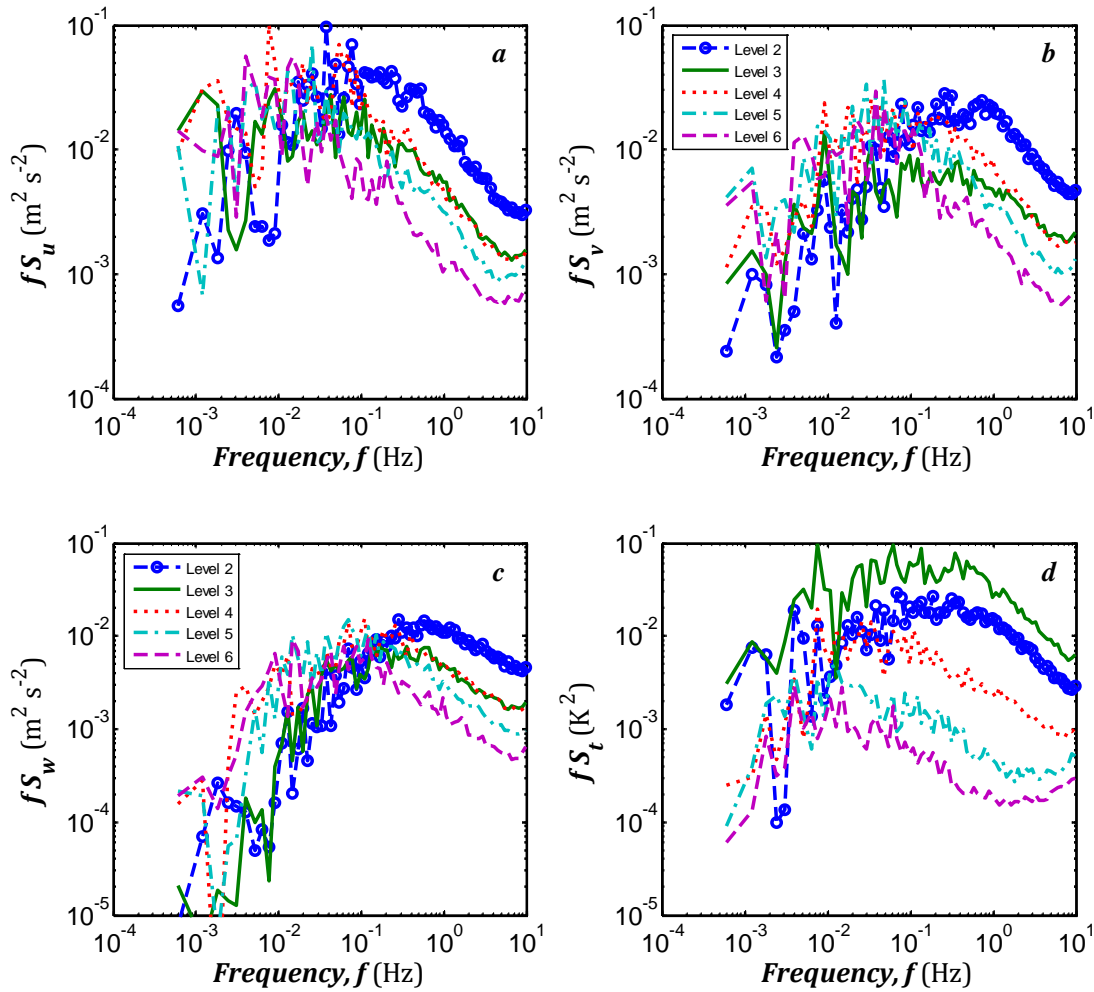 a
10^-1
10^-2
10^-3
10^-4
f S_u (m^2 s^-2)
10^-4 10^-3 10^-2 10^-1 10^0 10^1
Frequency, f (Hz)
b
Level 2
Level 3
Level 4
Level 5
Level 6
10^-1
10^-2
10^-3
10^-4
f S_v (m^2 s^-2)
10^-4 10^-3 10^-2 10^-1 10^0 10^1
Frequency, f (Hz)
c
Level 2
Level 3
Level 4
Level 5
Level 6
10^-1
10^-2
10^-3
10^-4
10^-5
f S_w (m^2 s^-2)
10^-4 10^-3 10^-2 10^-1 10^0 10^1
Frequency, f (Hz)
d
10^-1
10^-2
10^-3
10^-4
10^-5
f S_t (K^2)
10^-4 10^-3 10^-2 10^-1 10^0 10^1
Frequency, f (Hz)